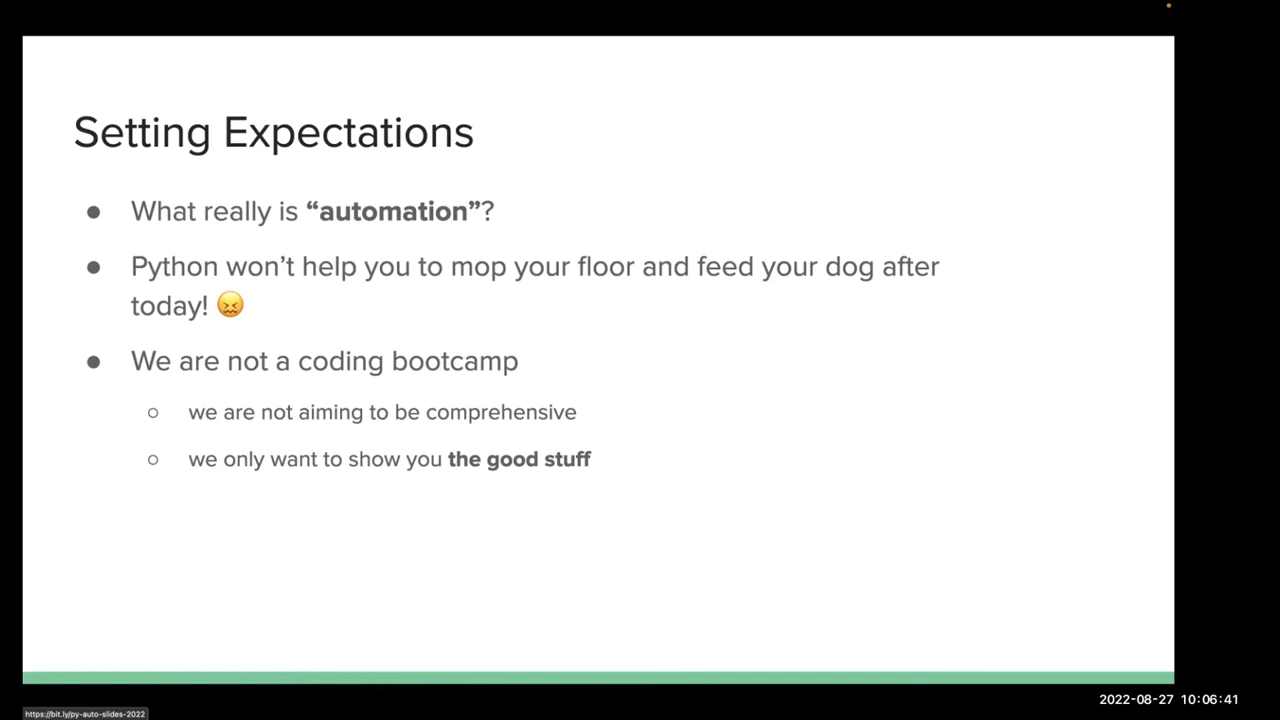 Setting Expectations
● What really is “automation”?
● Python won’t help you to mop your floor and feed your dog after
today! 😖
● We are not a coding bootcamp
○ we are not aiming to be comprehensive
○ we only want to show you the good stuff
2022-08-27 10:06:41
https://bit.ly/py-auto-slides-2022